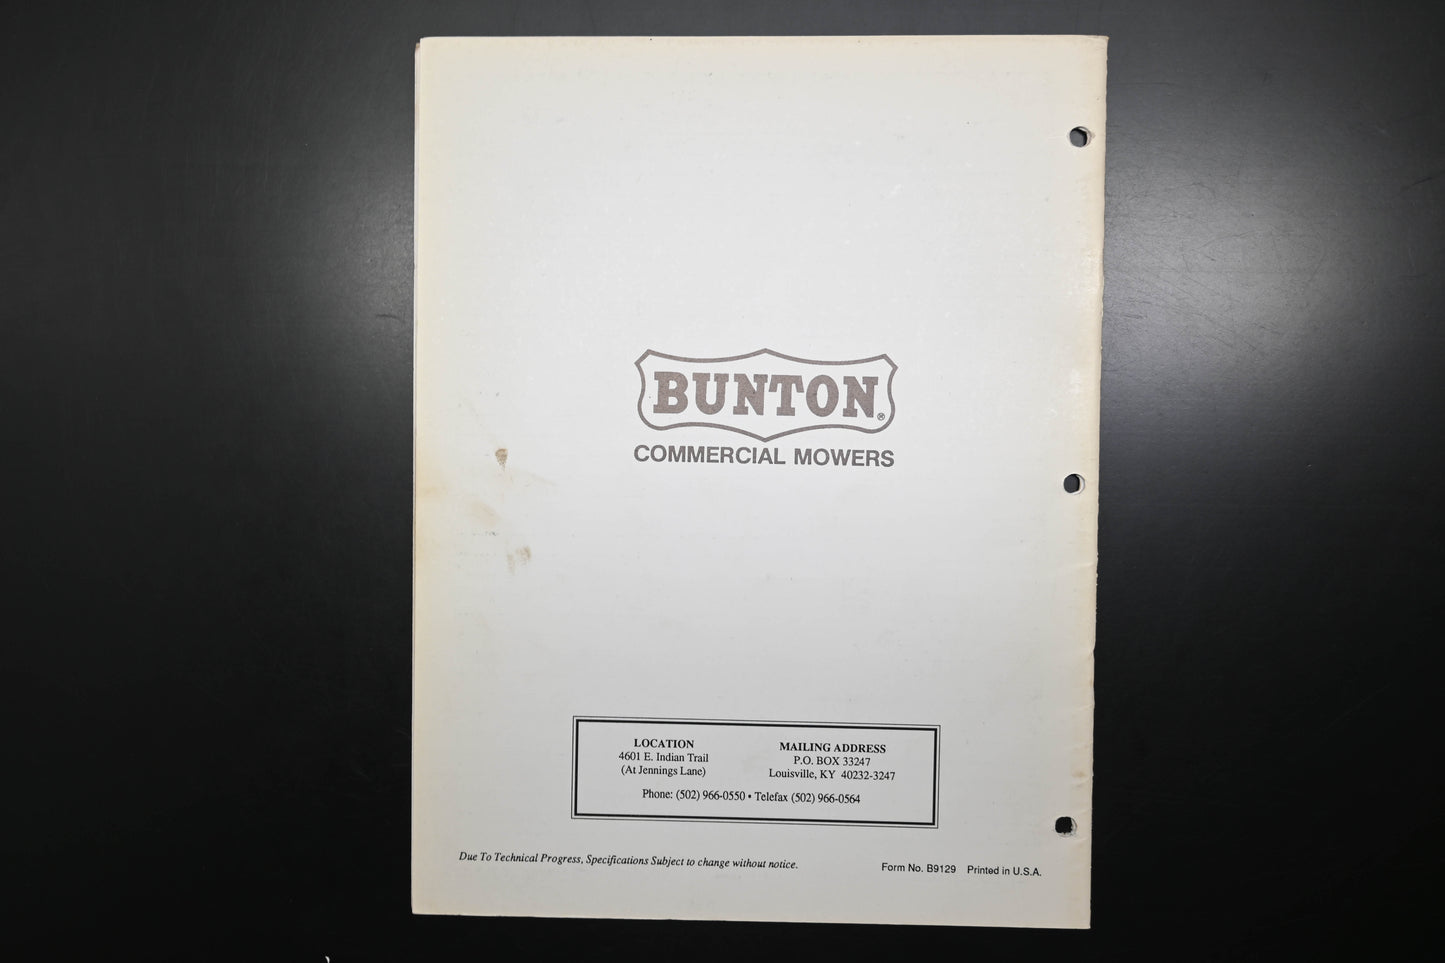 BUNTON®
COMMERCIAL MOWERS
LOCATION
4601 E. Indian Trail
(At Jennings Lane)
MAILING ADDRESS
P.O. BOX 33247
Louisville, KY 40232-3247
Phone: (502) 966-0550 • Telefax (502) 966-0564
Due To Technical Progress, Specifications Subject to change without notice.
Form No. B9129 Printed in U.S.A.